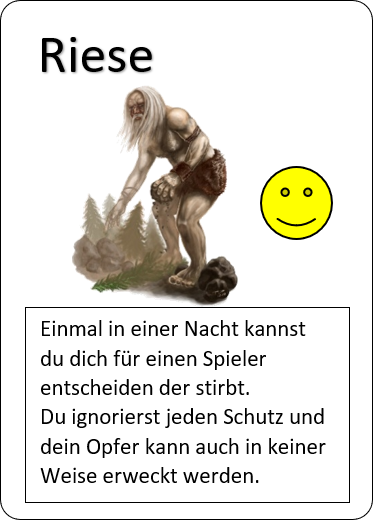 Riese
Einmal in einer Nacht kannst
du dich für einen Spieler
entscheiden der stirbt.
Du ignorierst jeden Schutz und
dein Opfer kann auch in keiner
Weise erweckt werden.